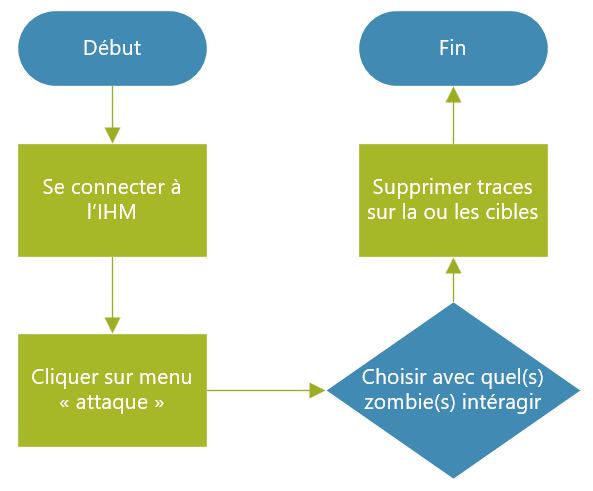 Début
Se connecter à
l'IHM
Cliquer sur menu
« attaque »
Choisir avec quel(s)
zombie(s) intéragir
Supprimer traces
sur la ou les cibles
Fin